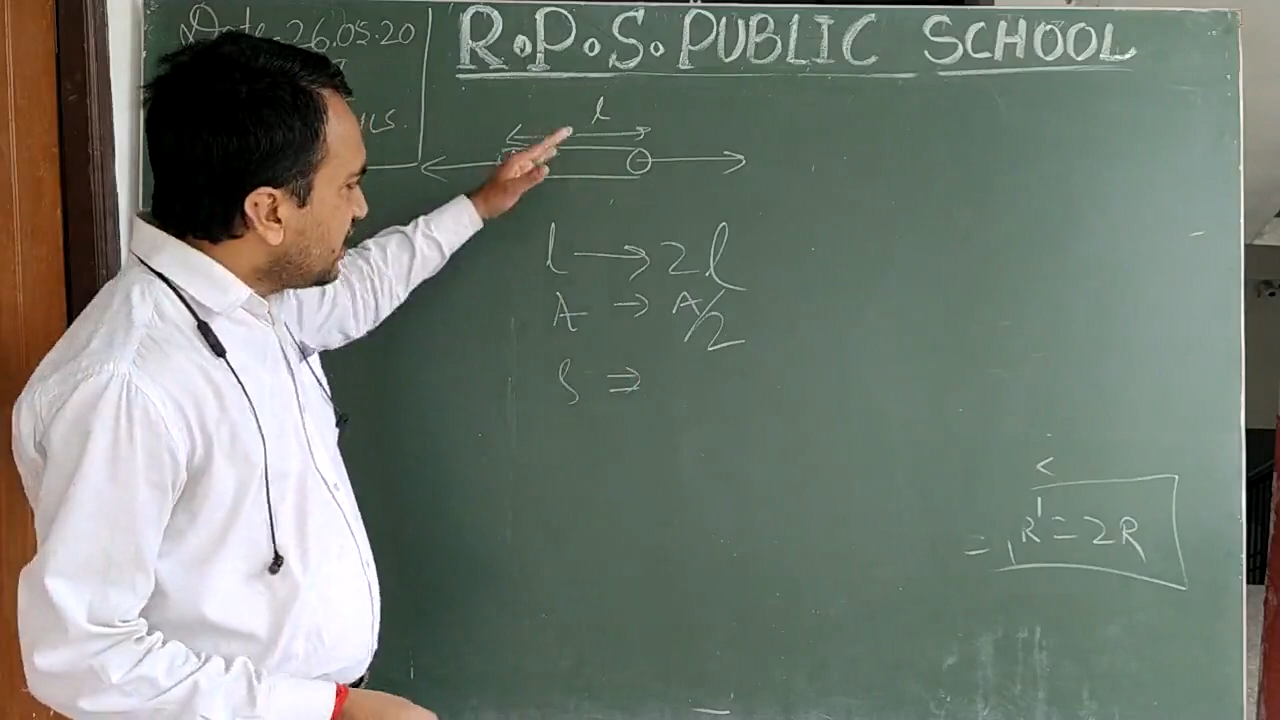 Date-26.05.20
R.P.S. PUBLIC SCHOOL
l
l → 2l
A → A/2
S ⇒
<
= R' = 2R